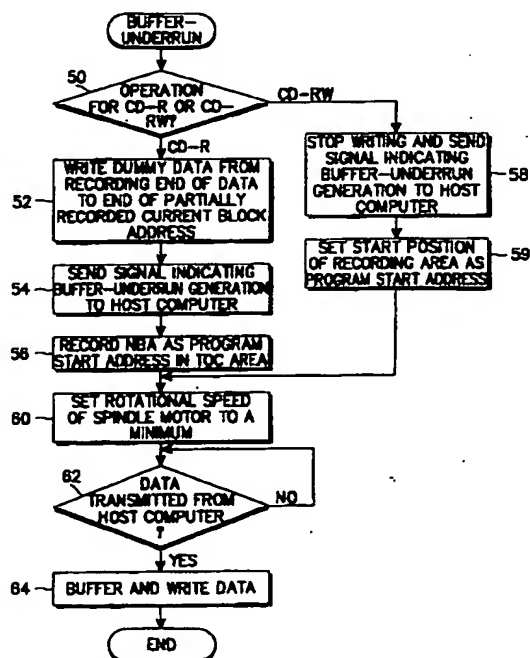 BUFFER-
UNDERRUN
50
OPERATION
FOR CD-R OR CD-
RW?
CD-RW
CD-R
52
WRITE DUMMY DATA FROM
RECORDING END OF DATA
TO END OF PARTIALLY
RECORDED CURRENT BLOCK
ADDRESS
54
SEND SIGNAL INDICATING
BUFFER-UNDERRUN GENERATION
TO HOST COMPUTER
56
RECORD NBA AS PROGRAM
START ADDRESS IN TOC AREA
STOP WRITING AND SEND
SIGNAL INDICATING
BUFFER-UNDERRUN
GENERATION TO HOST
COMPUTER
58
SET START POSITION
OF RECORDING AREA AS
PROGRAM START ADDRESS
59
60
SET ROTATIONAL SPEED
OF SPINDLE MOTOR TO A
MINIMUM
62
DATA
TRANSMITTED FROM
HOST COMPUTER
?
NO
YES
64
BUFFER AND WRITE DATA
END